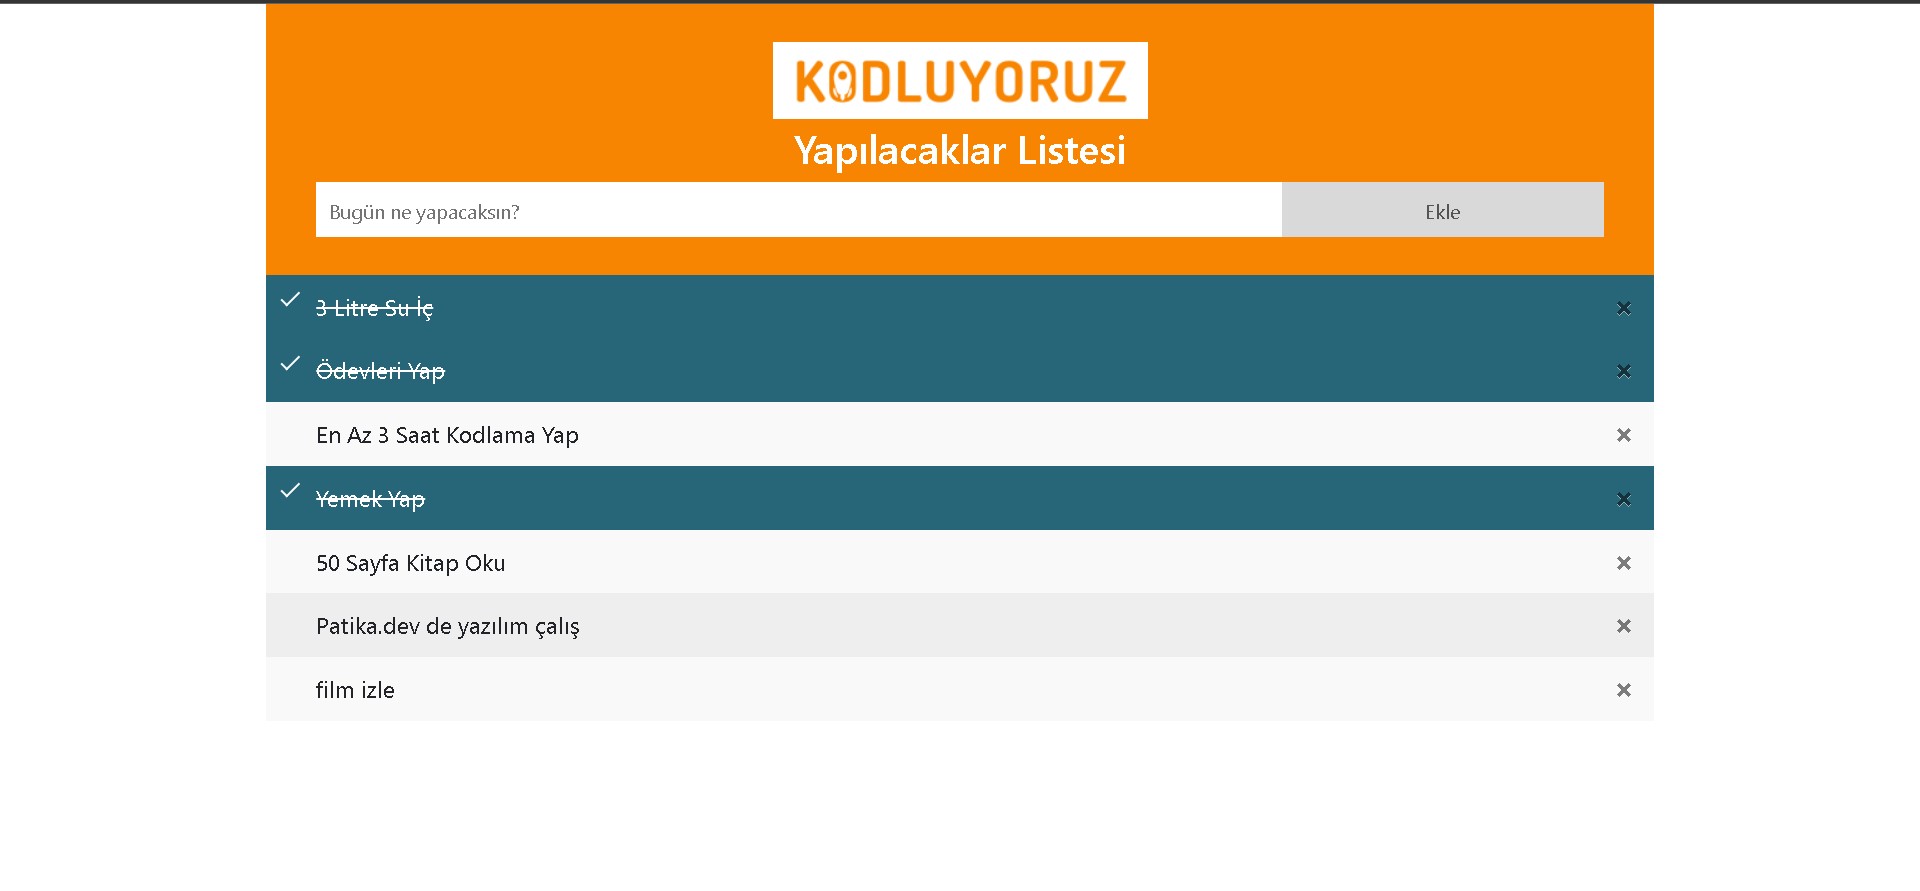 KODLUYORUZ
Yapılacaklar Listesi
Bugün ne yapacaksın?
Ekle
3 Litre Su İç
Ödevleri Yap
En Az 3 Saat Kodlama Yap
Yemek Yap
50 Sayfa Kitap Oku
Patika.dev de yazılım çalış
film izle